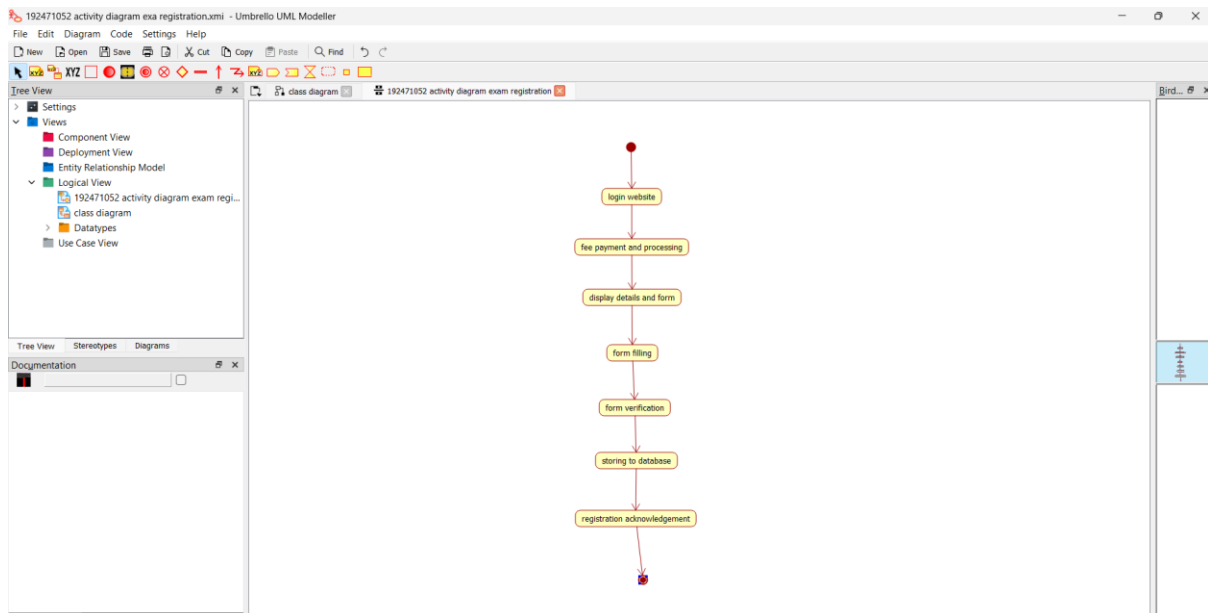 192471052 activity diagram exa registration.xmi - Umbrello UML Modeller
File Edit Diagram Code Settings Help
New Open Save Cut Copy Paste Find
XYZ XYZ XYZ XYZ
Tree View
class diagram
192471052 activity diagram exam registration
Bird...
Settings
Views
Component View
Deployment View
Entity Relationship Model
Logical View
192471052 activity diagram exam regi...
class diagram
Datatypes
Use Case View
Tree View Stereotypes Diagrams
Documentation
login website
fee payment and processing
display details and form
form filling
form verification
storing to database
registration acknowledgement